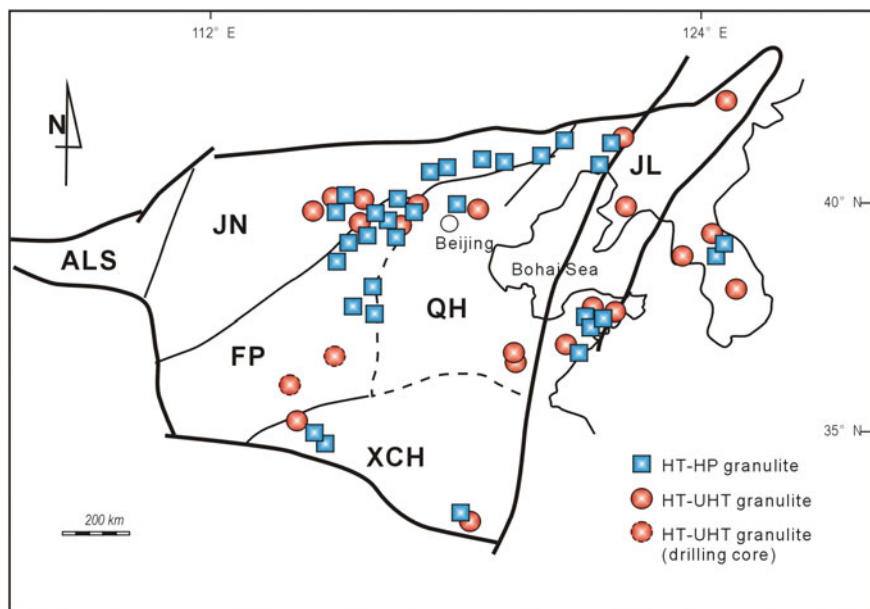 112° E
124° E
N
JL
40° N
JN
Beijing
ALS
Bohai Sea
QH
FP
35° N
XCH
HT-HP granulite
HT-UHT granulite
200 km
HT-UHT granulite
(drilling core)